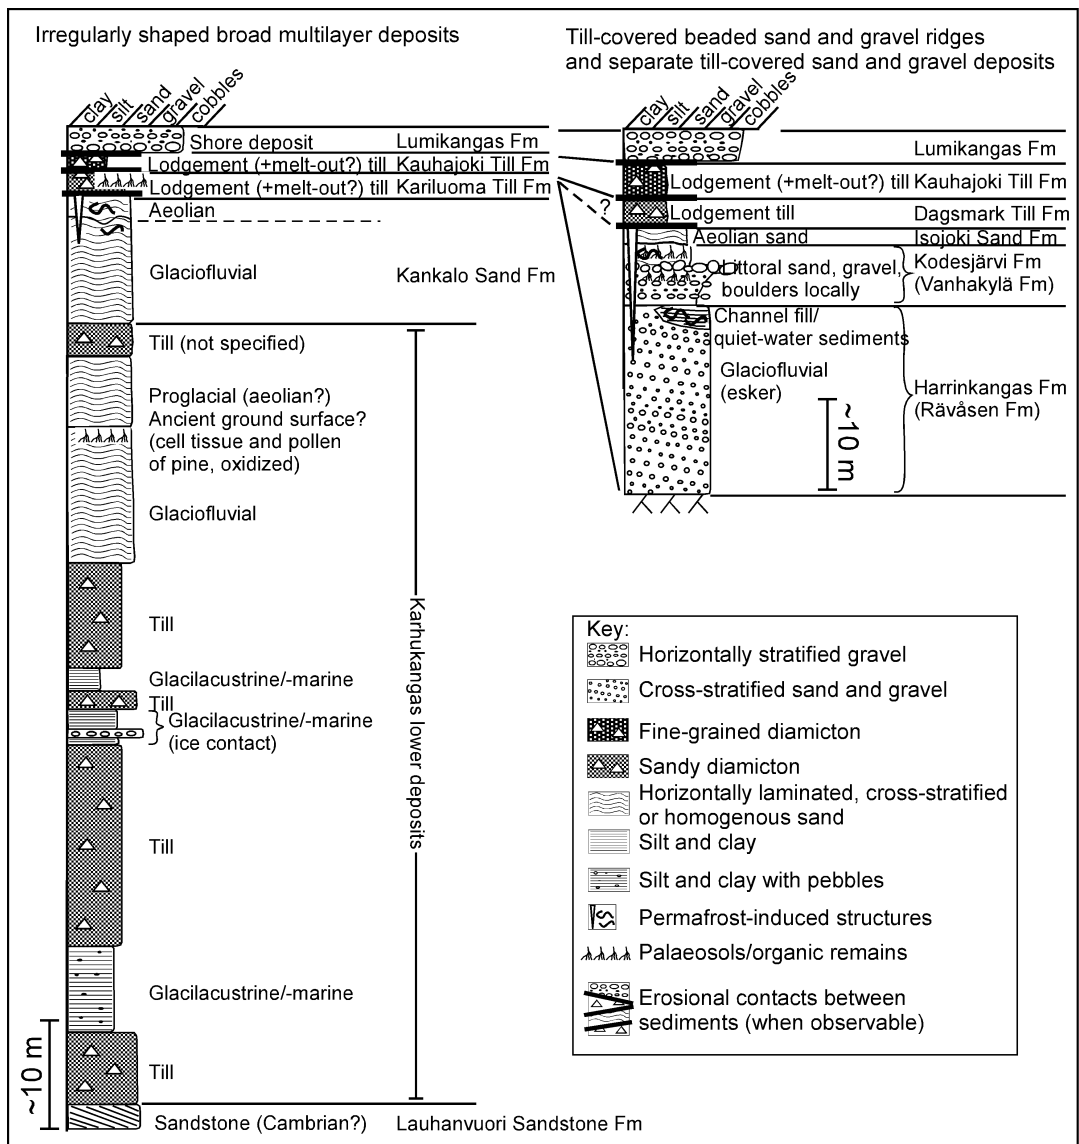 Irregularly shaped broad multilayer deposits
clay
silt
sand
gravel
cobbles
Shore deposit Lumikangas Fm
Lodgement (+melt-out?) till Kauhajoki Till Fm
Lodgement (+melt-out?) till Kariluoma Till Fm
Aeolian
Glaciofluvial Kankalo Sand Fm
Till (not specified)
Proglacial (aeolian?)
Ancient ground surface?
(cell tissue and pollen
of pine, oxidized)
Glaciofluvial
Till
Glacilacustrine/-marine
Till
Glacilacustrine/-marine
(ice contact)
Till
Glacilacustrine/-marine
Till
Sandstone (Cambrian?) Lauhanvuori Sandstone Fm
Karhukangas lower deposits
~10 m
Till-covered beaded sand and gravel ridges
and separate till-covered sand and gravel deposits
clay
silt
sand
gravel
cobbles
Lumikangas Fm
Lodgement (+melt-out?) till Kauhajoki Till Fm
?
Lodgement till Dagsmark Till Fm
Aeolian sand Isojoki Sand Fm
Littoral sand, gravel,
boulders locally
Kodesjärvi Fm
(Vanhakylä Fm)
Channel fill/
quiet-water sediments
Glaciofluvial
(esker)
Harrinkangas Fm
(Rävåsen Fm)
~10 m
Key:
Horizontally stratified gravel
Cross-stratified sand and gravel
Fine-grained diamicton
Sandy diamicton
Horizontally laminated, cross-stratified
or homogenous sand
Silt and clay
Silt and clay with pebbles
Permafrost-induced structures
Palaeosols/organic remains
Erosional contacts between
sediments (when observable)